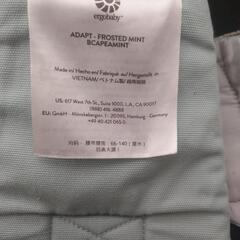 ergobaby
ADAPT - FROSTED MINT
BCAPEAMINT
Made in/ Hecho en/ Fabriqué au/ Hergestellt in
VIETNAM/ ベトナム製/ 越南製
US: 617 West 7th St., Suite 1000, L.A., CA 90017
(888) 416-4888
EU: GmbH - Mönckebergstr. 11 - 20095, Hamburg - Germany
+49 40 421 065 0